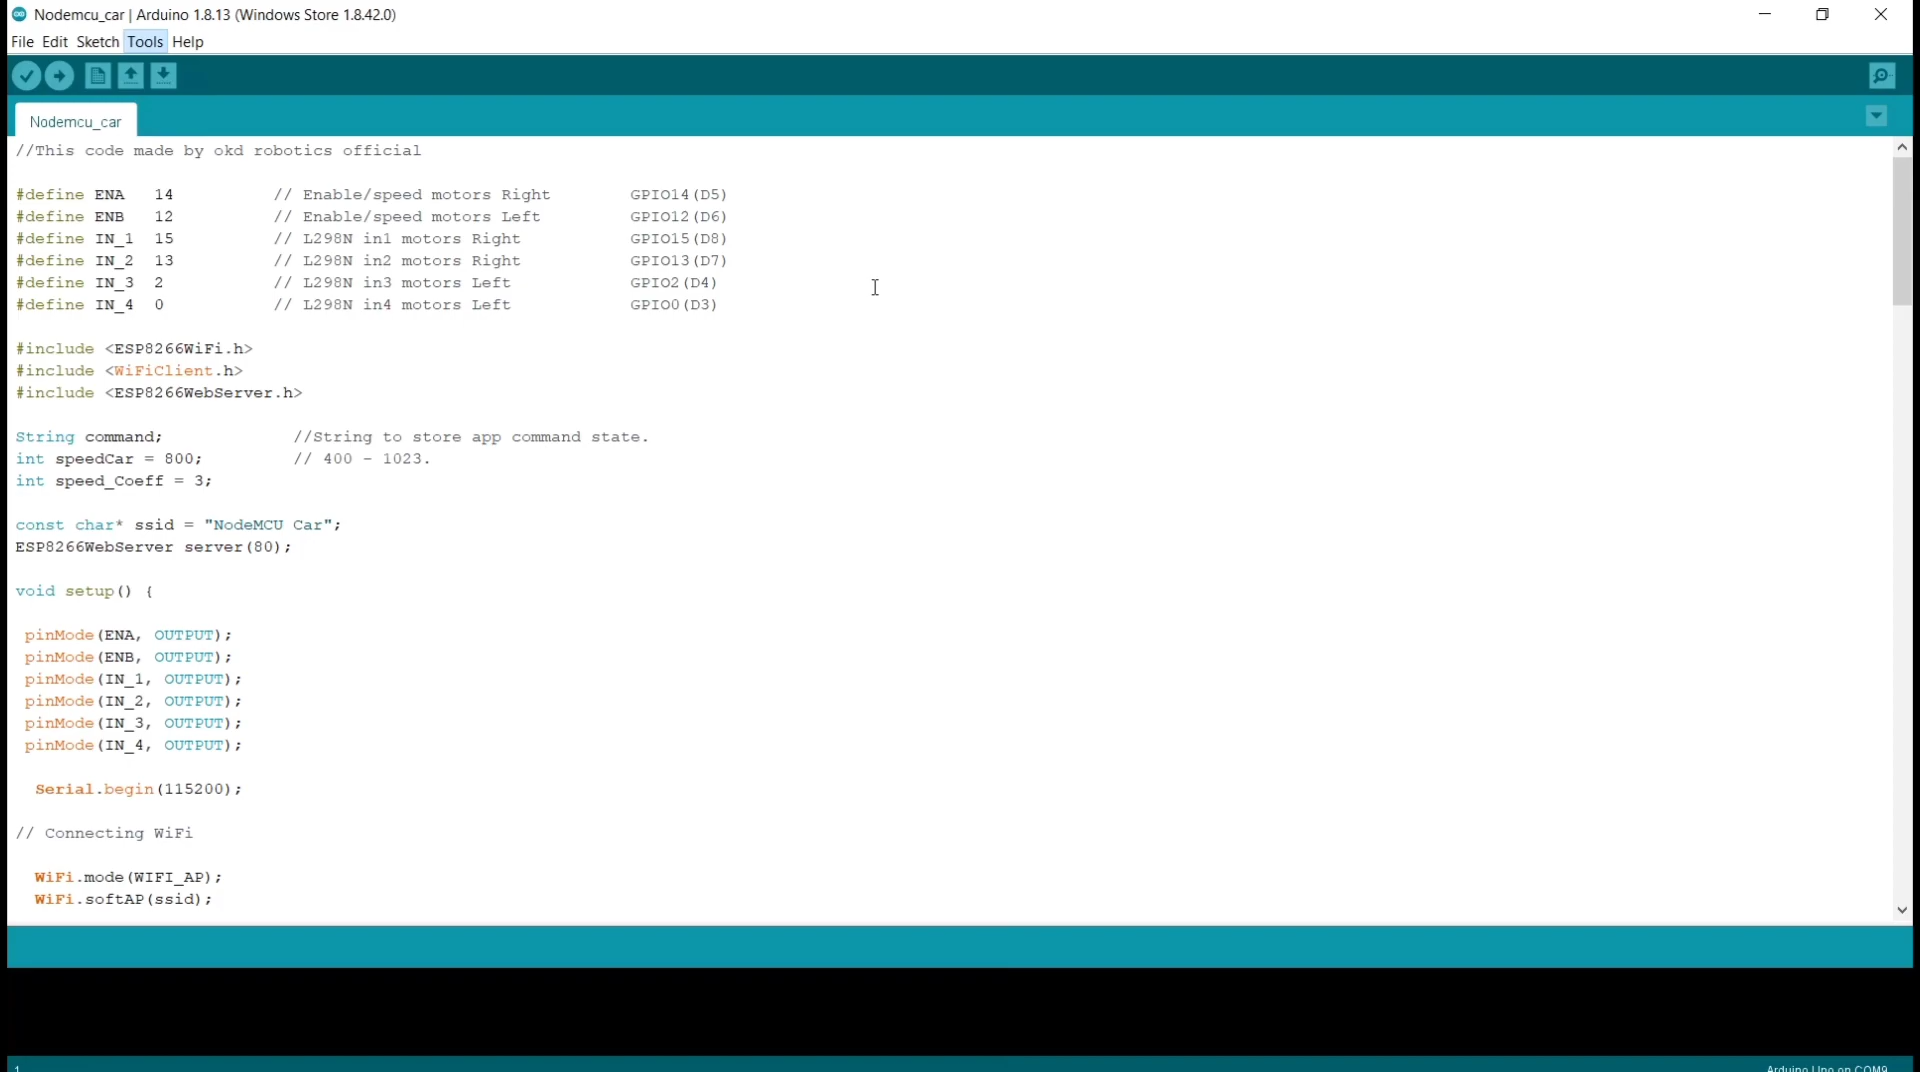 Nodemcu_car | Arduino 1.8.13 (Windows Store 1.8.42.0)
File Edit Sketch Tools Help
Nodemcu_car
//This code made by okd robotics official
#define ENA 14 // Enable/speed motors Right GPIO14(D5)
#define ENB 12 // Enable/speed motors Left GPIO12(D6)
#define IN_1 15 // L298N in1 motors Right GPIO15(D8)
#define IN_2 13 // L298N in2 motors Right GPIO13(D7)
#define IN_3 2 // L298N in3 motors Left GPIO2(D4)
#define IN_4 0 // L298N in4 motors Left GPIO0(D3)
#include <ESP8266WiFi.h>
#include <WiFiClient.h>
#include <ESP8266WebServer.h>
String command; //String to store app command state.
int speedCar = 800; // 400 - 1023.
int speed_Coeff = 3;
const char* ssid = "NodeMCU Car";
ESP8266WebServer server(80);
void setup() {
pinMode(ENA, OUTPUT);
pinMode(ENB, OUTPUT);
pinMode(IN_1, OUTPUT);
pinMode(IN_2, OUTPUT);
pinMode(IN_3, OUTPUT);
pinMode(IN_4, OUTPUT);
Serial.begin(115200);
// Connecting WiFi
WiFi.mode(WIFI_AP);
WiFi.softAP(ssid);
1 Arduino Uno on COM9